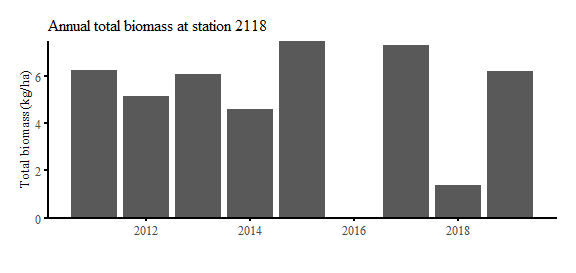 Annual total biomass at station 2118
Total biomass (kg/ha)
6
4
2
0
2012 2014 2016 2018